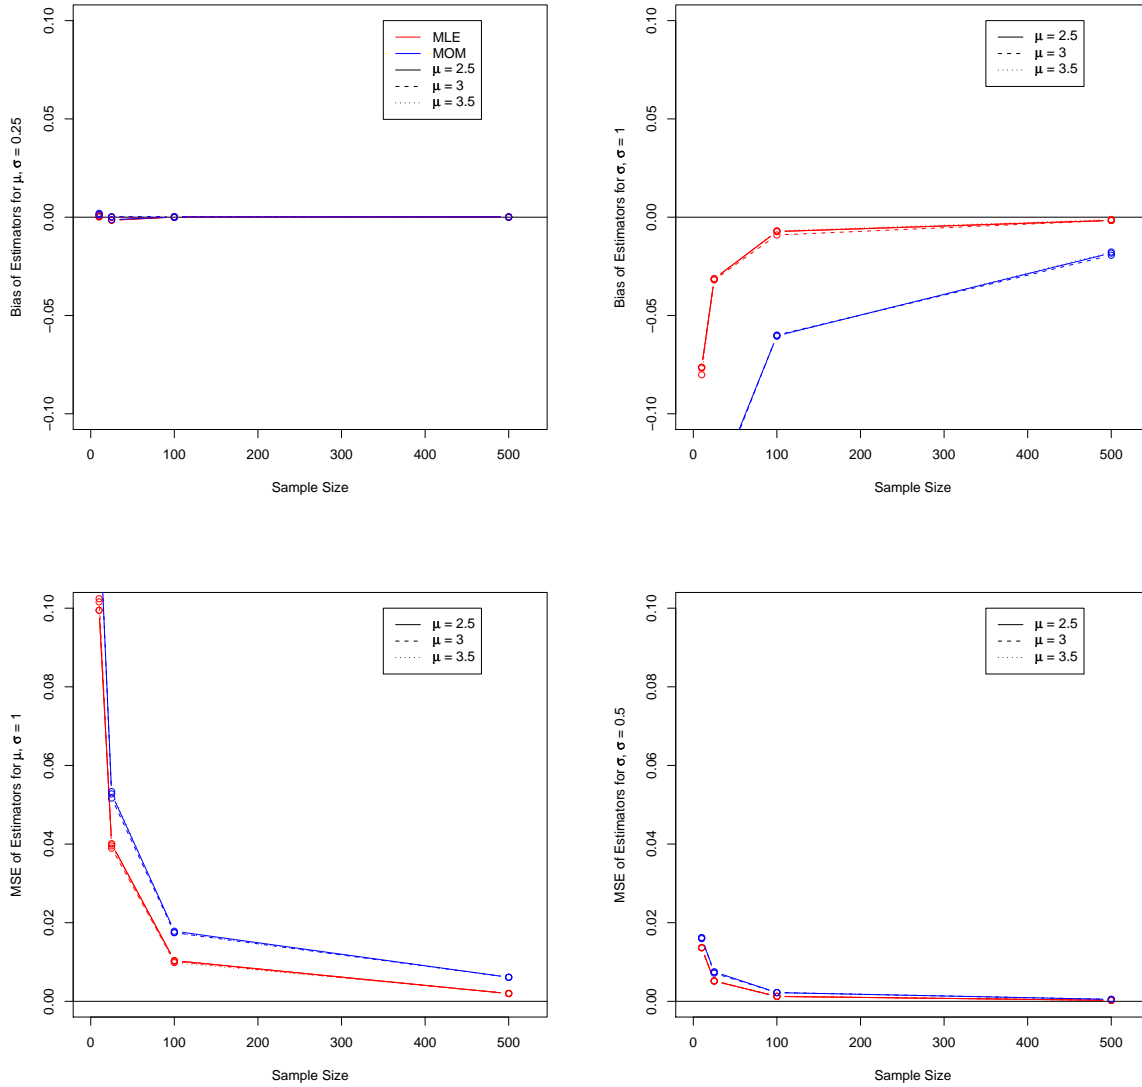 Bias of Estimators for μ, σ = 0.25
0.10
0.05
0.00
−0.05
−0.10
0
100
200
300
400
500
Sample Size
MLE
MOM
μ = 2.5
μ = 3
μ = 3.5
Bias of Estimators for σ, σ = 1
0.10
0.05
0.00
−0.05
−0.10
0
100
200
300
400
500
Sample Size
μ = 2.5
μ = 3
μ = 3.5
MSE of Estimators for μ, σ = 1
0.10
0.08
0.06
0.04
0.02
0.00
0
100
200
300
400
500
Sample Size
μ = 2.5
μ = 3
μ = 3.5
MSE of Estimators for σ, σ = 0.5
0.10
0.08
0.06
0.04
0.02
0.00
0
100
200
300
400
500
Sample Size
μ = 2.5
μ = 3
μ = 3.5